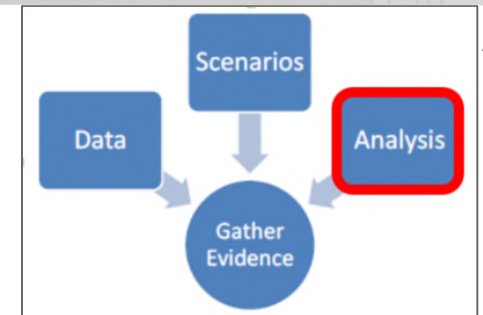 Scenarios
Data
Analysis
Gather
Evidence